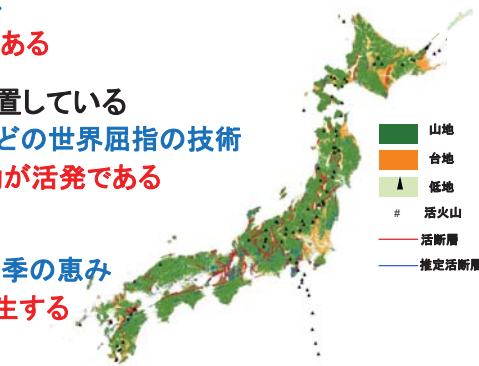 ある
置している
どの世界屈指の技術
が活発である
季の恵み
生する
山地
台地
低地
# 活火山
活断層
推定活断層